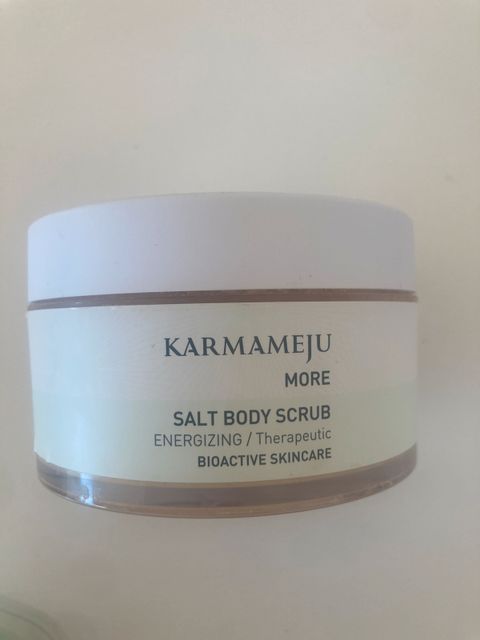 KARMAMEJU
MORE
SALT BODY SCRUB
ENERGIZING / Therapeutic
BIOACTIVE SKINCARE